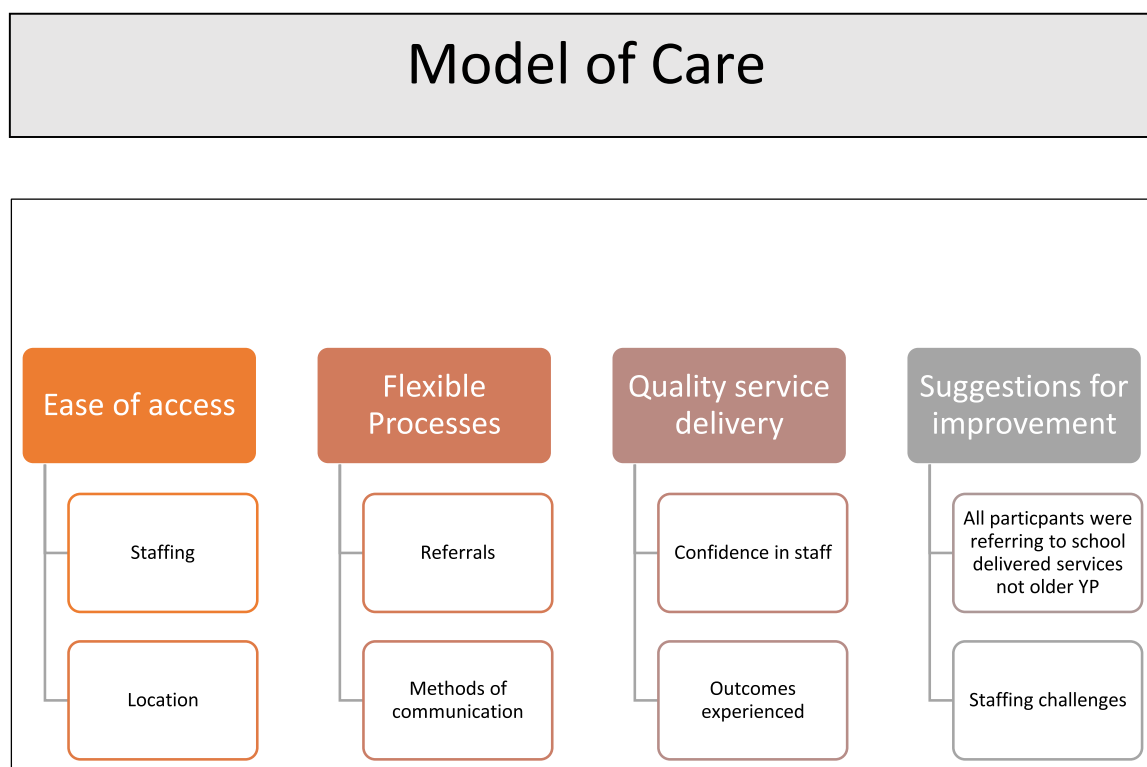 Model of Care
Ease of access
Staffing
Location
Flexible
Processes
Referrals
Methods of
communication
Quality service
delivery
Confidence in staff
Outcomes
experienced
Suggestions for
improvement
All particpants were
referring to school
delivered services
not older YP
Staffing challenges